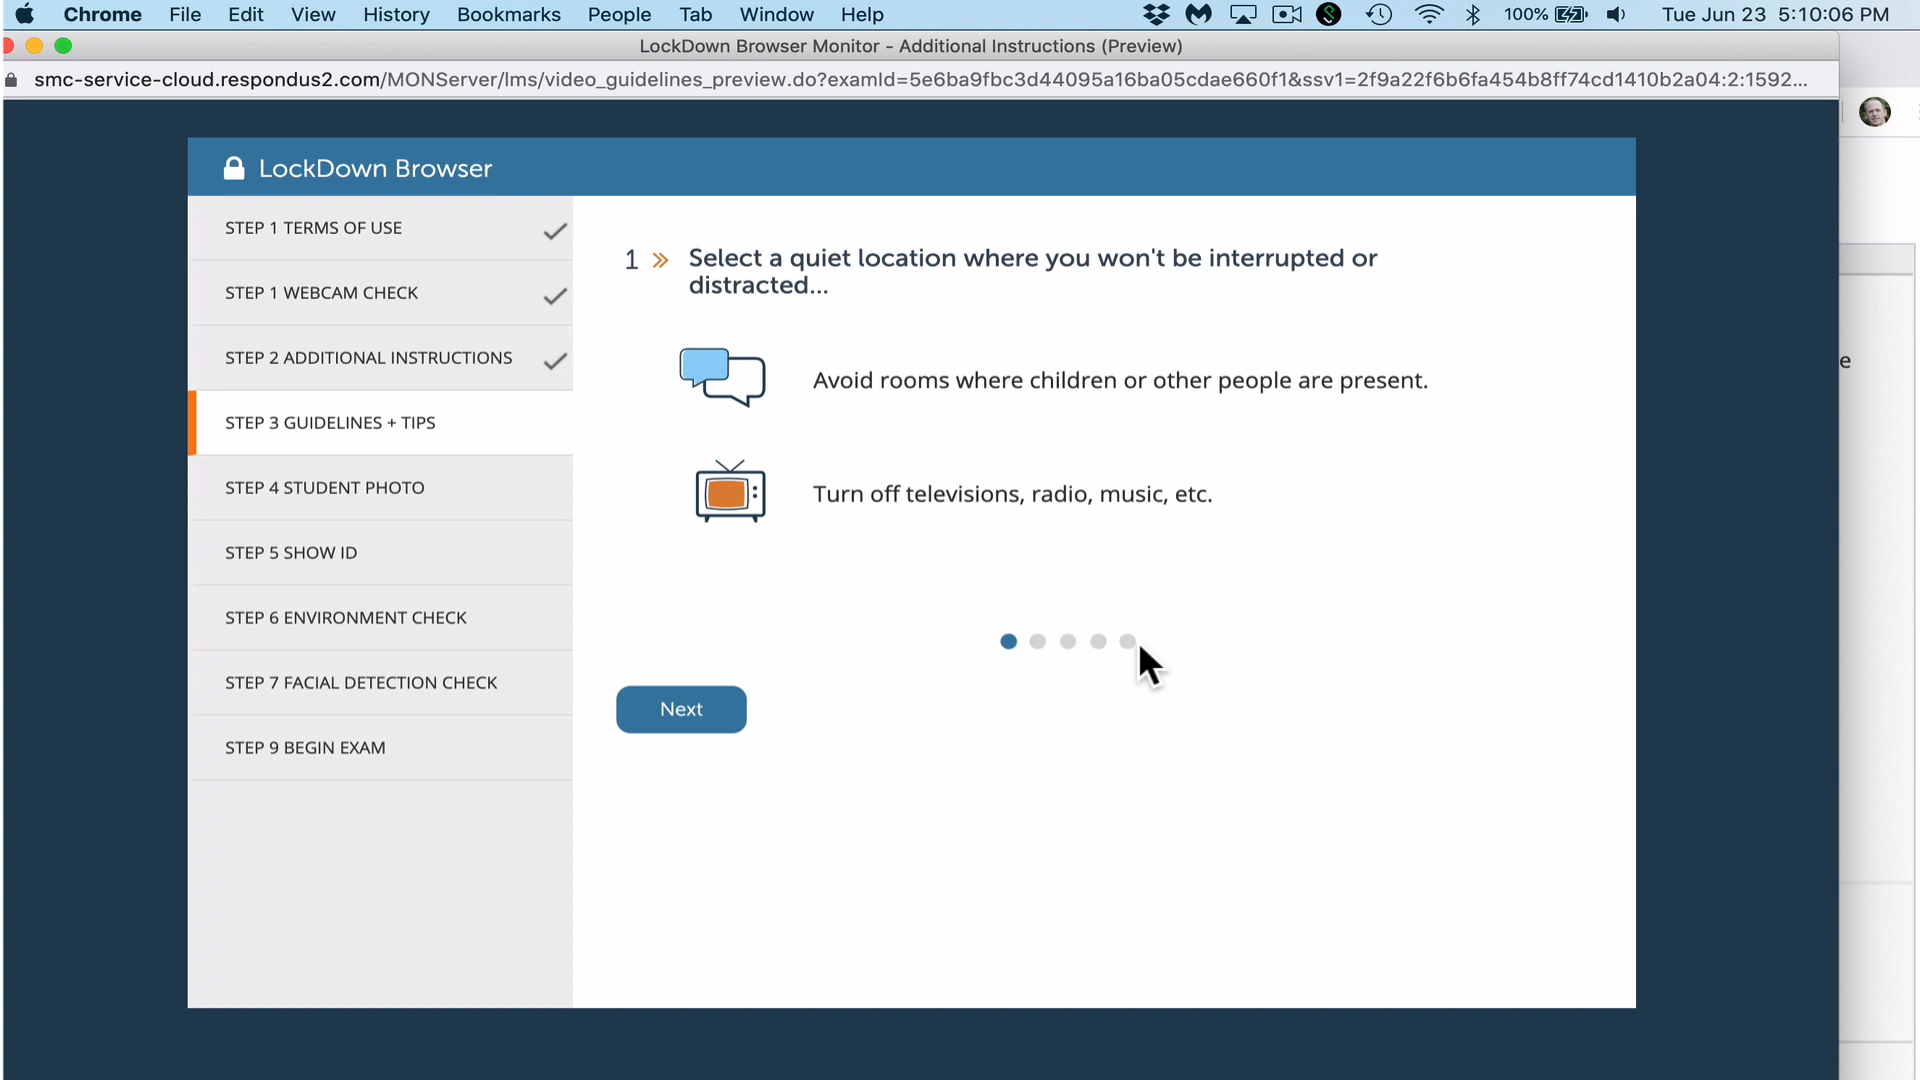 Chrome File Edit View History Bookmarks People Tab Window Help 100% Tue Jun 23 5:10:06 PM
LockDown Browser Monitor - Additional Instructions (Preview)
smc-service-cloud.respondus2.com/MONServer/lms/video_guidelines_preview.do?examId=5e6ba9fbc3d44095a16ba05cdae660f1&ssv1=2f9a22f6b6fa454b8ff74cd1410b2a04:2:1592...
LockDown Browser
STEP 1 TERMS OF USE
STEP 1 WEBCAM CHECK
STEP 2 ADDITIONAL INSTRUCTIONS
STEP 3 GUIDELINES + TIPS
STEP 4 STUDENT PHOTO
STEP 5 SHOW ID
STEP 6 ENVIRONMENT CHECK
STEP 7 FACIAL DETECTION CHECK
STEP 9 BEGIN EXAM
1 » Select a quiet location where you won't be interrupted or
distracted...
Avoid rooms where children or other people are present.
Turn off televisions, radio, music, etc.
Next
e